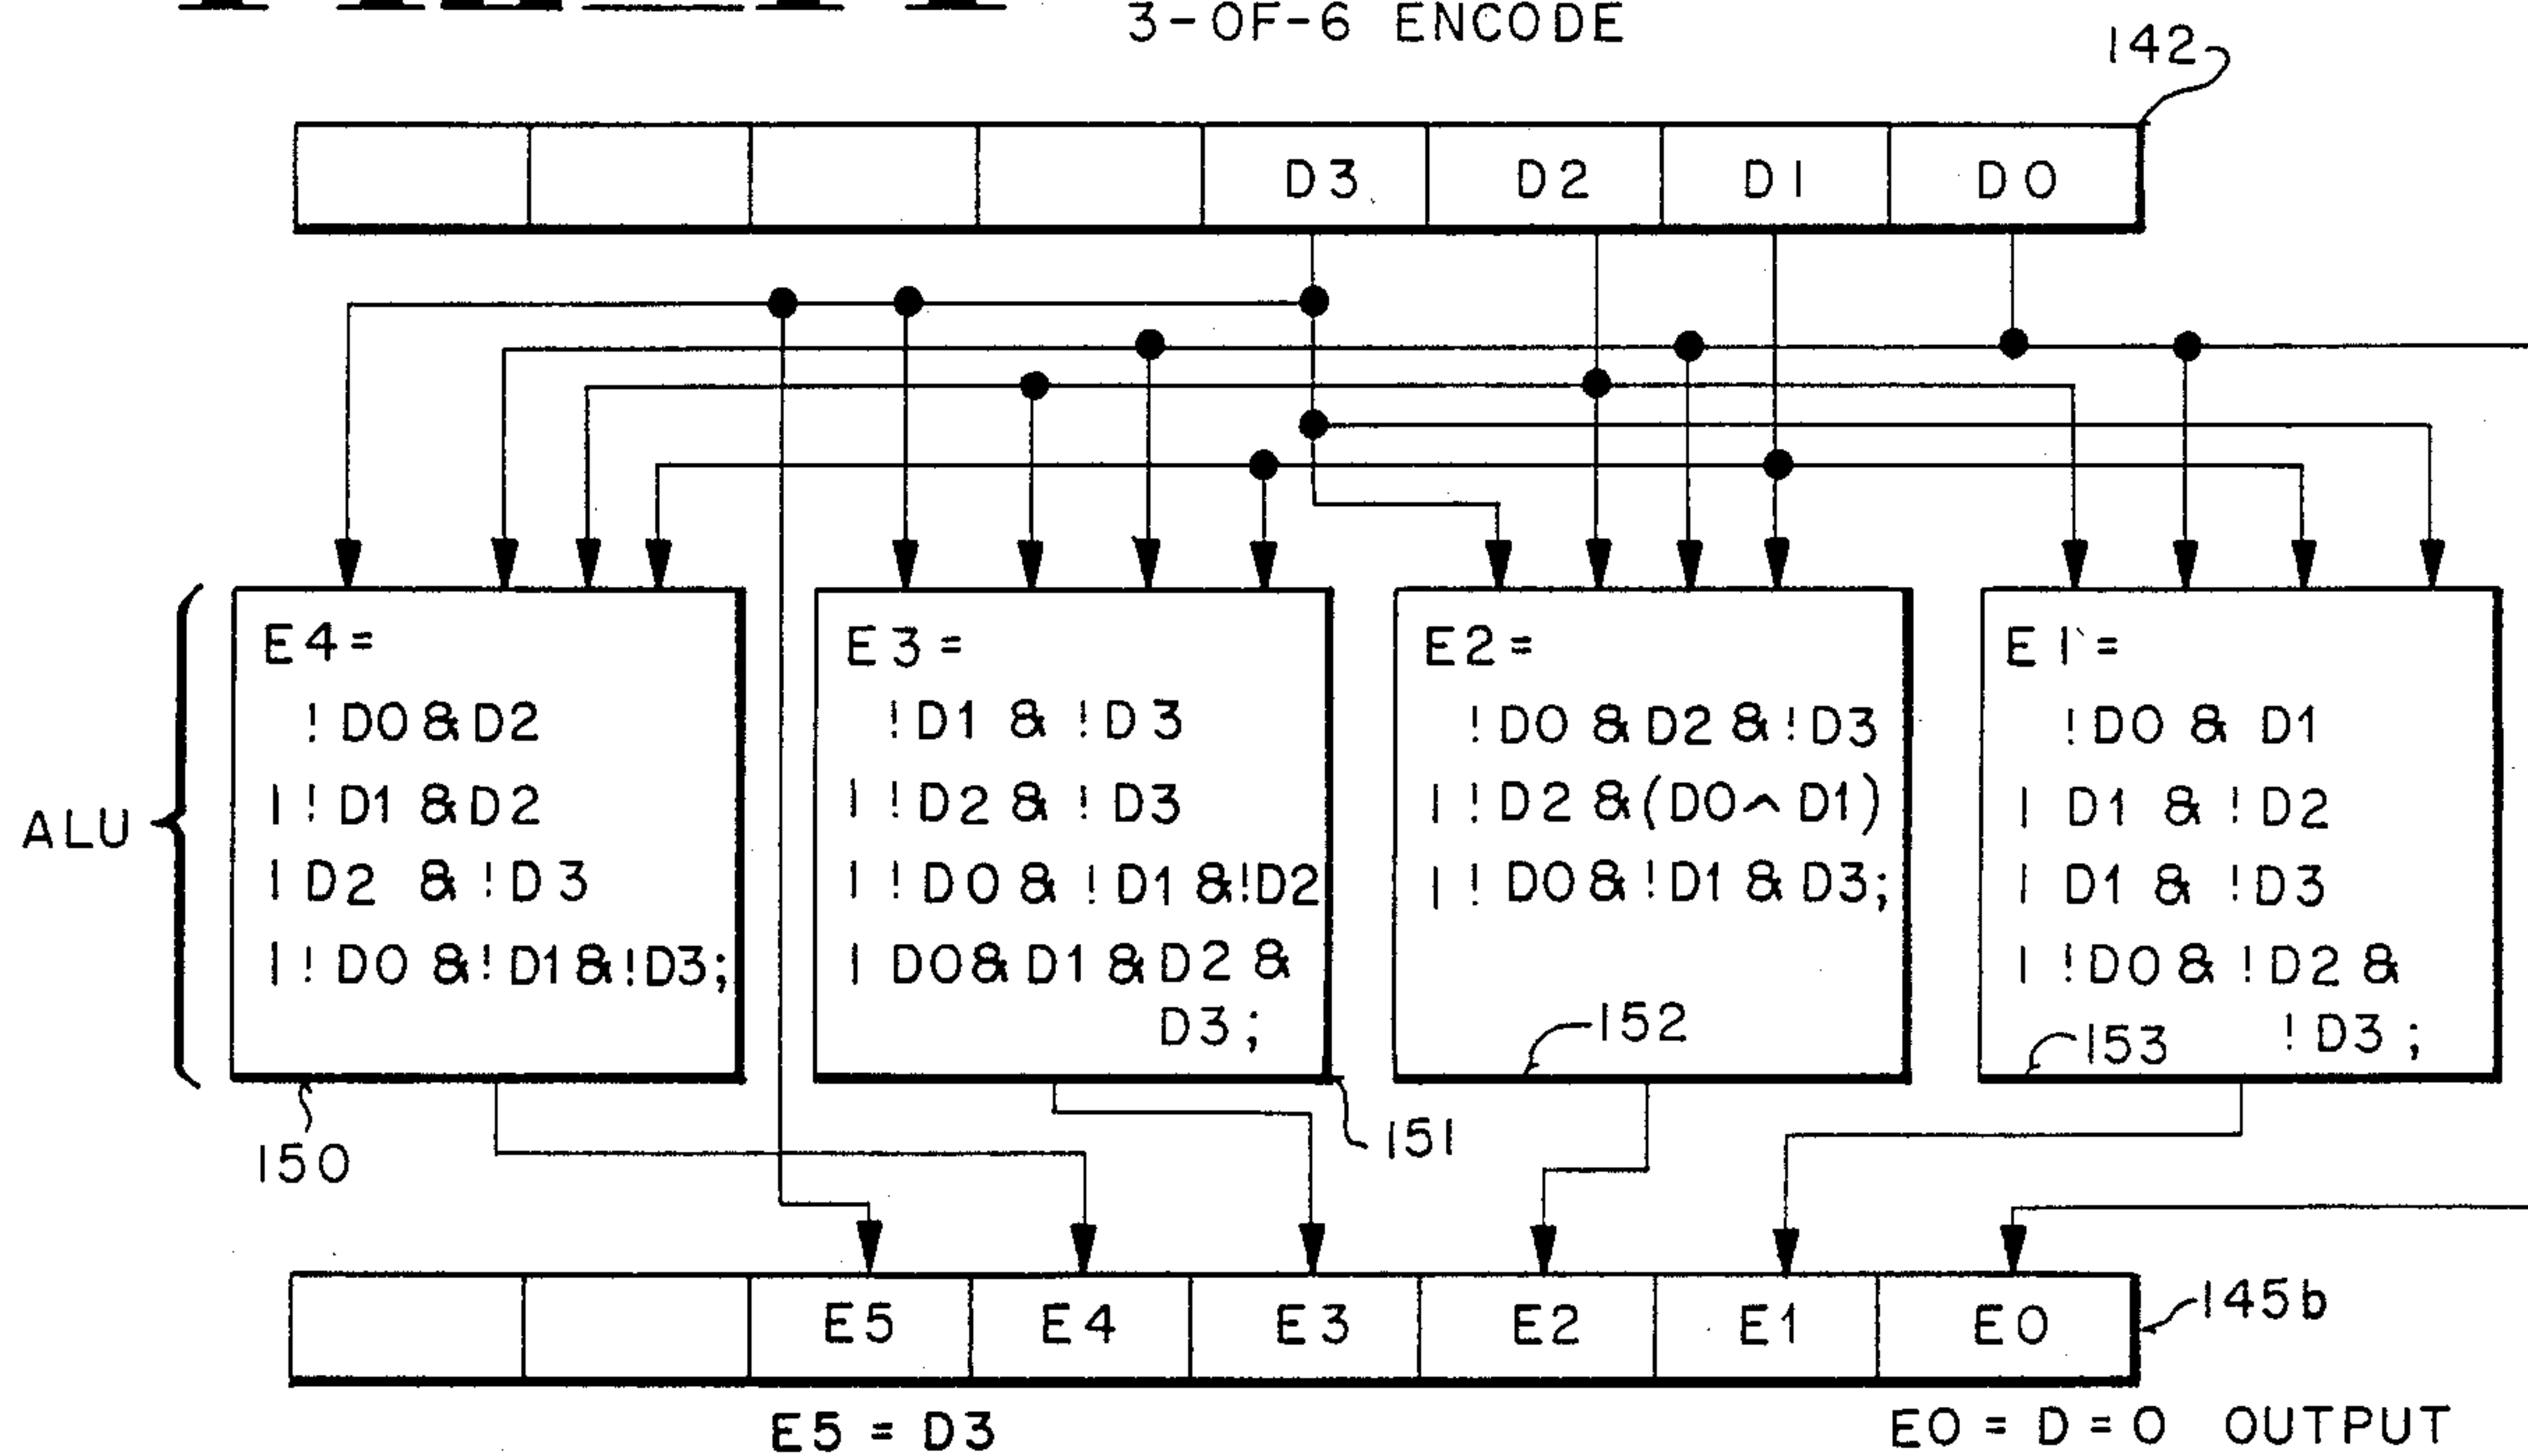 3-OF-6 ENCODE
142
D3 D2 D1 D0
ALU
E4=
!D0&D2
|!D1&D2
|D2 &!D3
|!D0 &!D1&!D3;
150
E3=
!D1 & !D3
|!D2 & !D3
|!D0 & !D1 &!D2
|D0&D1&D2&
D3;
151
E2=
!D0 &D2 &!D3
|!D2 &(D0^D1)
|!D0&!D1 &D3;
152
E1=
!D0 & D1
|D1 & !D2
|D1 & !D3
|!D0& !D2 &
!D3;
153
E5 E4 E3 E2 E1 E0
145b
E5 = D3
E0 = D = 0 OUTPUT